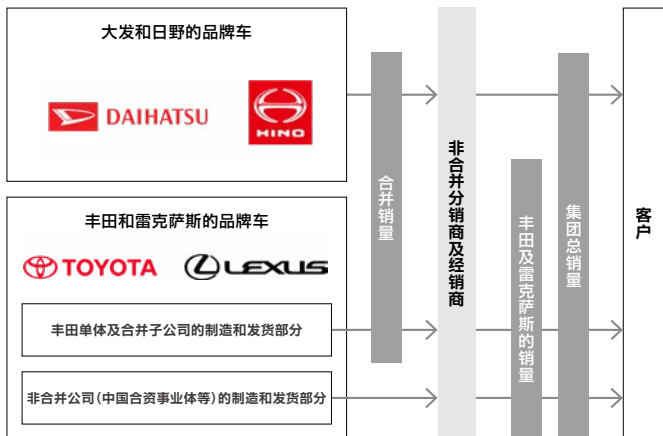 大发和日野的品牌车
DAIHATSU
HINO
丰田和雷克萨斯的品牌车
TOYOTA
LEXUS
丰田单体及合并子公司的制造和发货部分
非合并公司(中国合资事业体等)的制造和发货部分
合并销量
非合并分销商及经销商
丰田及雷克萨斯的销量
集团总销量
客户